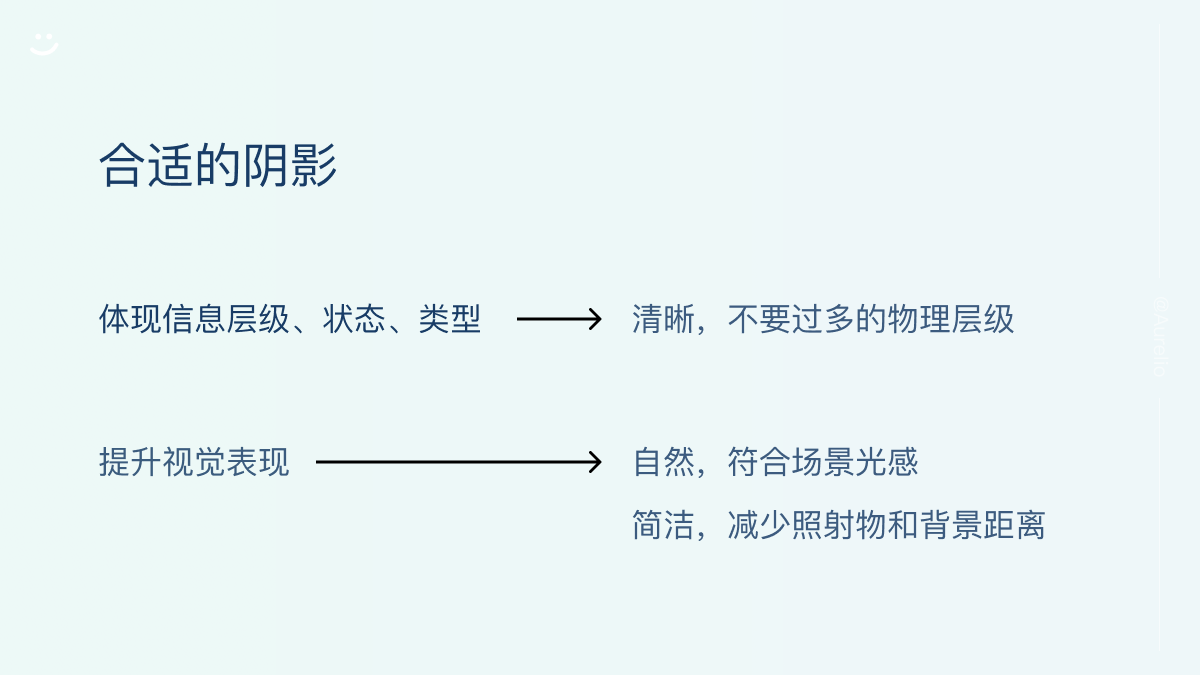 合适的阴影
体现信息层级、状态、类型
清晰，不要过多的物理层级
提升视觉表现
自然，符合场景光感
简洁，减少照射物和背景距离
@Aurelio